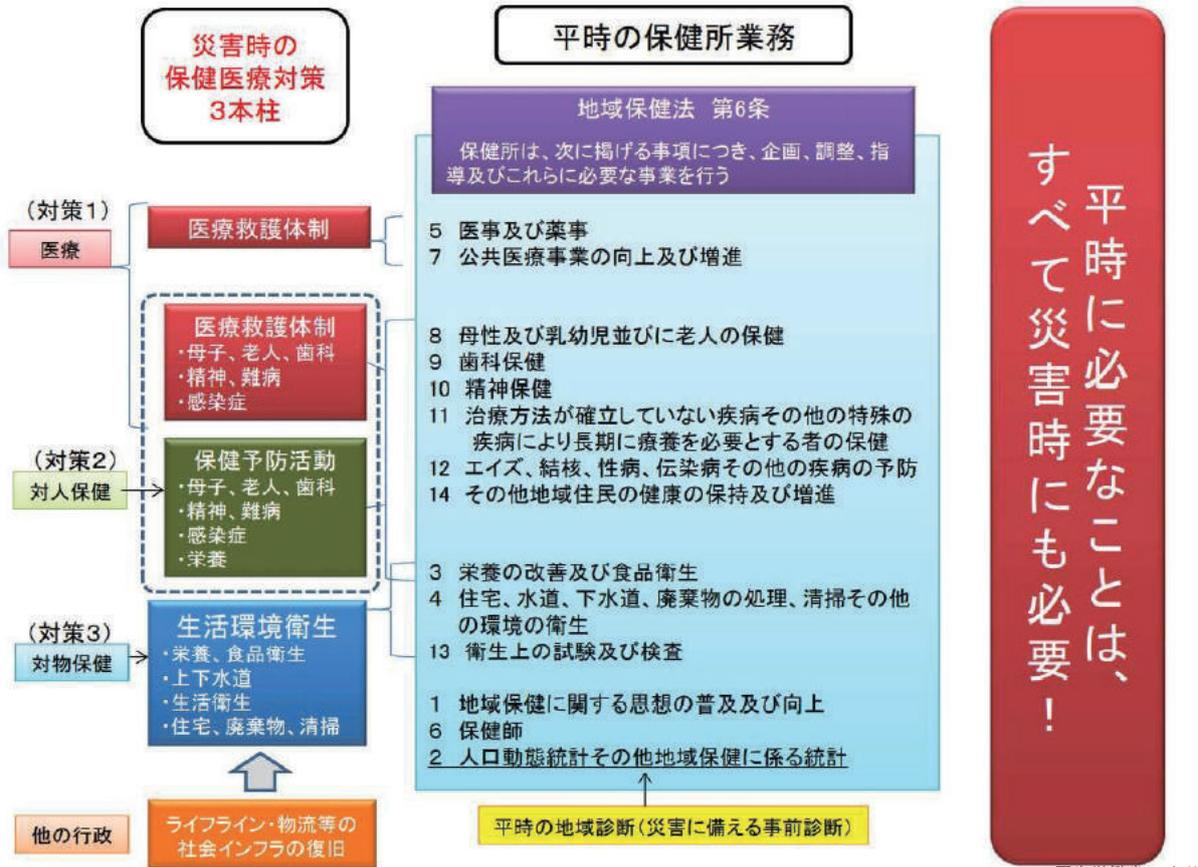 災害時の
保健医療対策
3本柱
平時の保健所業務
地域保健法 第6条
保健所は、次に掲げる事項につき、企画、調整、指
導及びこれらに必要な事業を行う
(対策1)
医療
医療救護体制
5 医事及び薬事
7 公共医療事業の向上及び増進
医療救護体制
・母子、老人、歯科
・精神、難病
・感染症
8 母性及び乳幼児並びに老人の保健
9 歯科保健
10 精神保健
11 治療方法が確立していない疾病その他の特殊の
疾病により長期に療養を必要とする者の保健
12 エイズ、結核、性病、伝染病その他の疾病の予防
14 その他地域住民の健康の保持及び増進
(対策2)
対人保健
保健予防活動
・母子、老人、歯科
・精神、難病
・感染症
・栄養
3 栄養の改善及び食品衛生
4 住宅、水道、下水道、廃棄物の処理、清掃その他
の環境の衛生
13 衛生上の試験及び検査
(対策3)
対物保健
生活環境衛生
・栄養、食品衛生
・上下水道
・生活衛生
・住宅、廃棄物、清掃
1 地域保健に関する思想の普及及び向上
6 保健師
2 人口動態統計その他地域保健に係る統計
他の行政
ライフライン・物流等の
社会インフラの復旧
平時の地域診断(災害に備える事前診断)
平時に必要なことは、
すべて災害時にも必要!